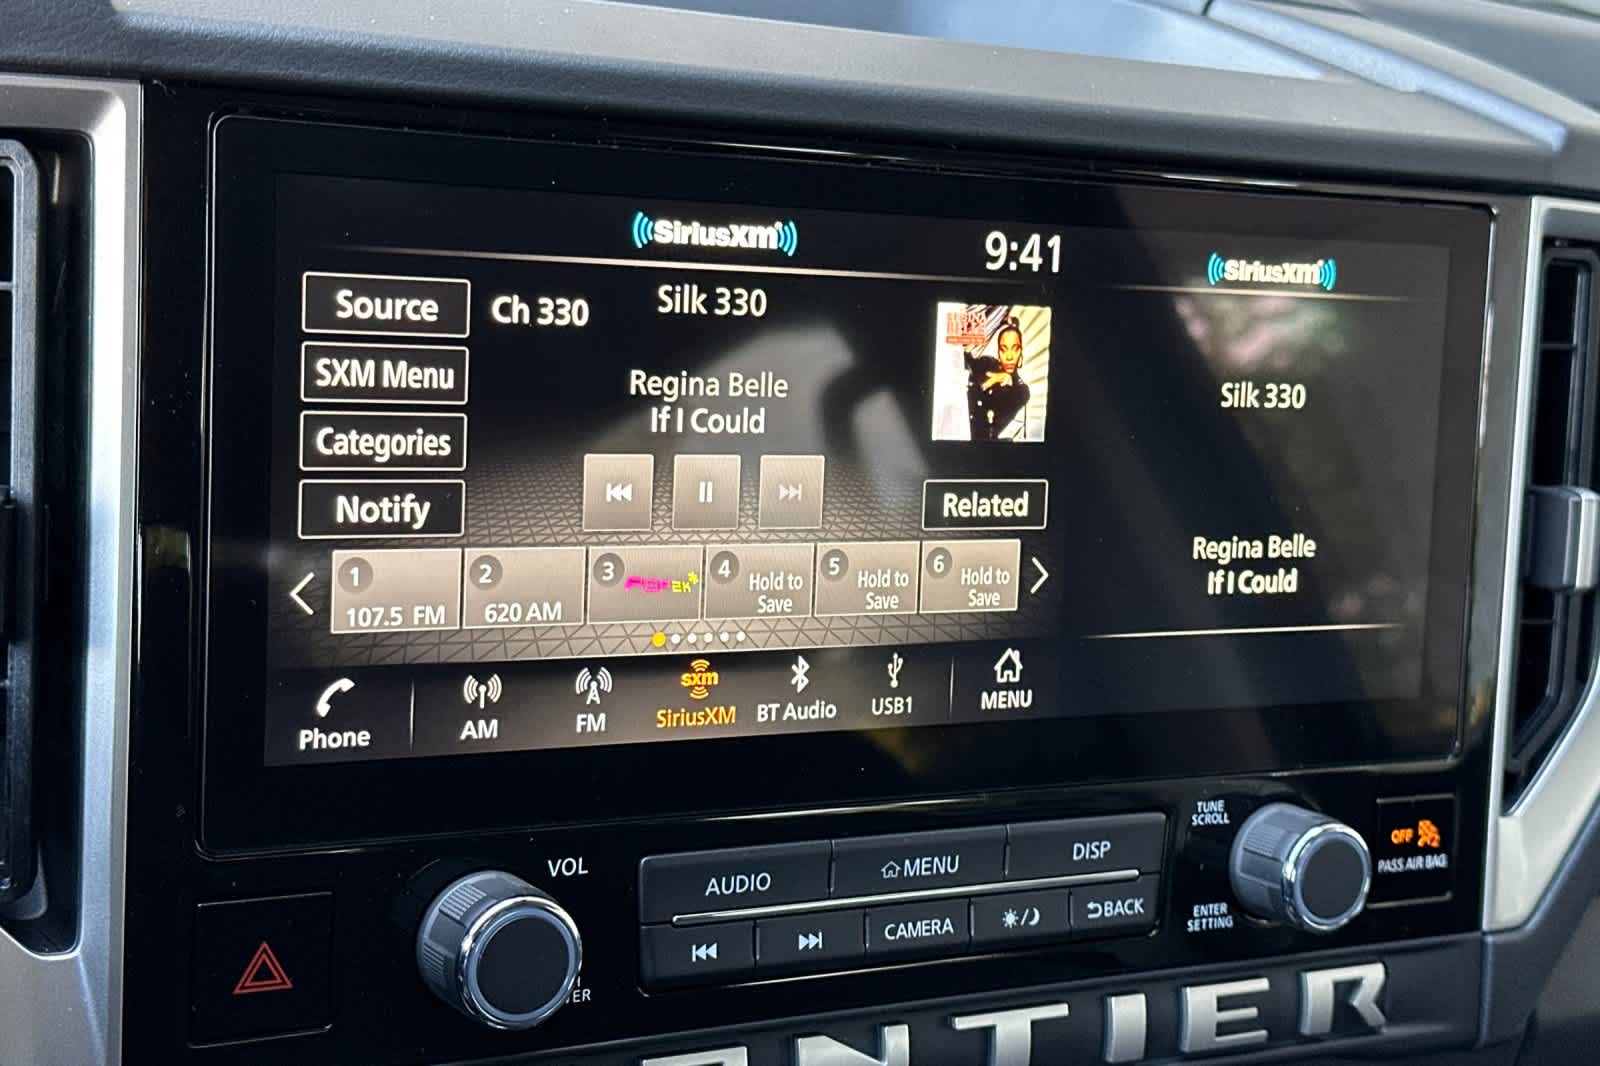 SiriusXM
9:41
Source
Ch 330
Silk 330
SXM Menu
Regina Belle
If I Could
Categories
Notify
Related
1
107.5 FM
2
620 AM
3
4
Hold to
Save
5
Hold to
Save
6
Hold to
Save
Phone
AM
FM
sxm
SiriusXM
BT Audio
USB1
MENU
SiriusXM
Silk 330
Regina Belle
If I Could
VOL
AUDIO
MENU
DISP
CAMERA
BACK
TUNE
SCROLL
ENTER
SETTING
OFF
PASS AIR BAG
NTIER